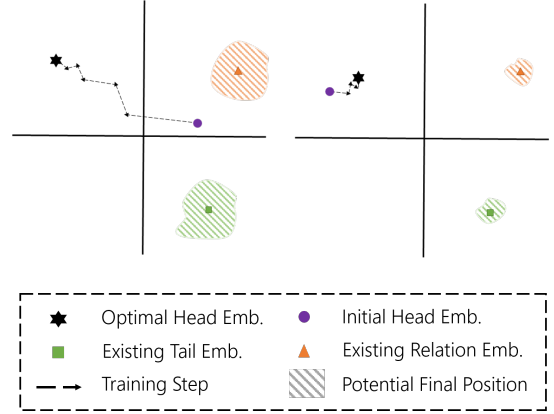 Optimal Head Emb.
Initial Head Emb.
Existing Tail Emb.
Existing Relation Emb.
Training Step
Potential Final Position